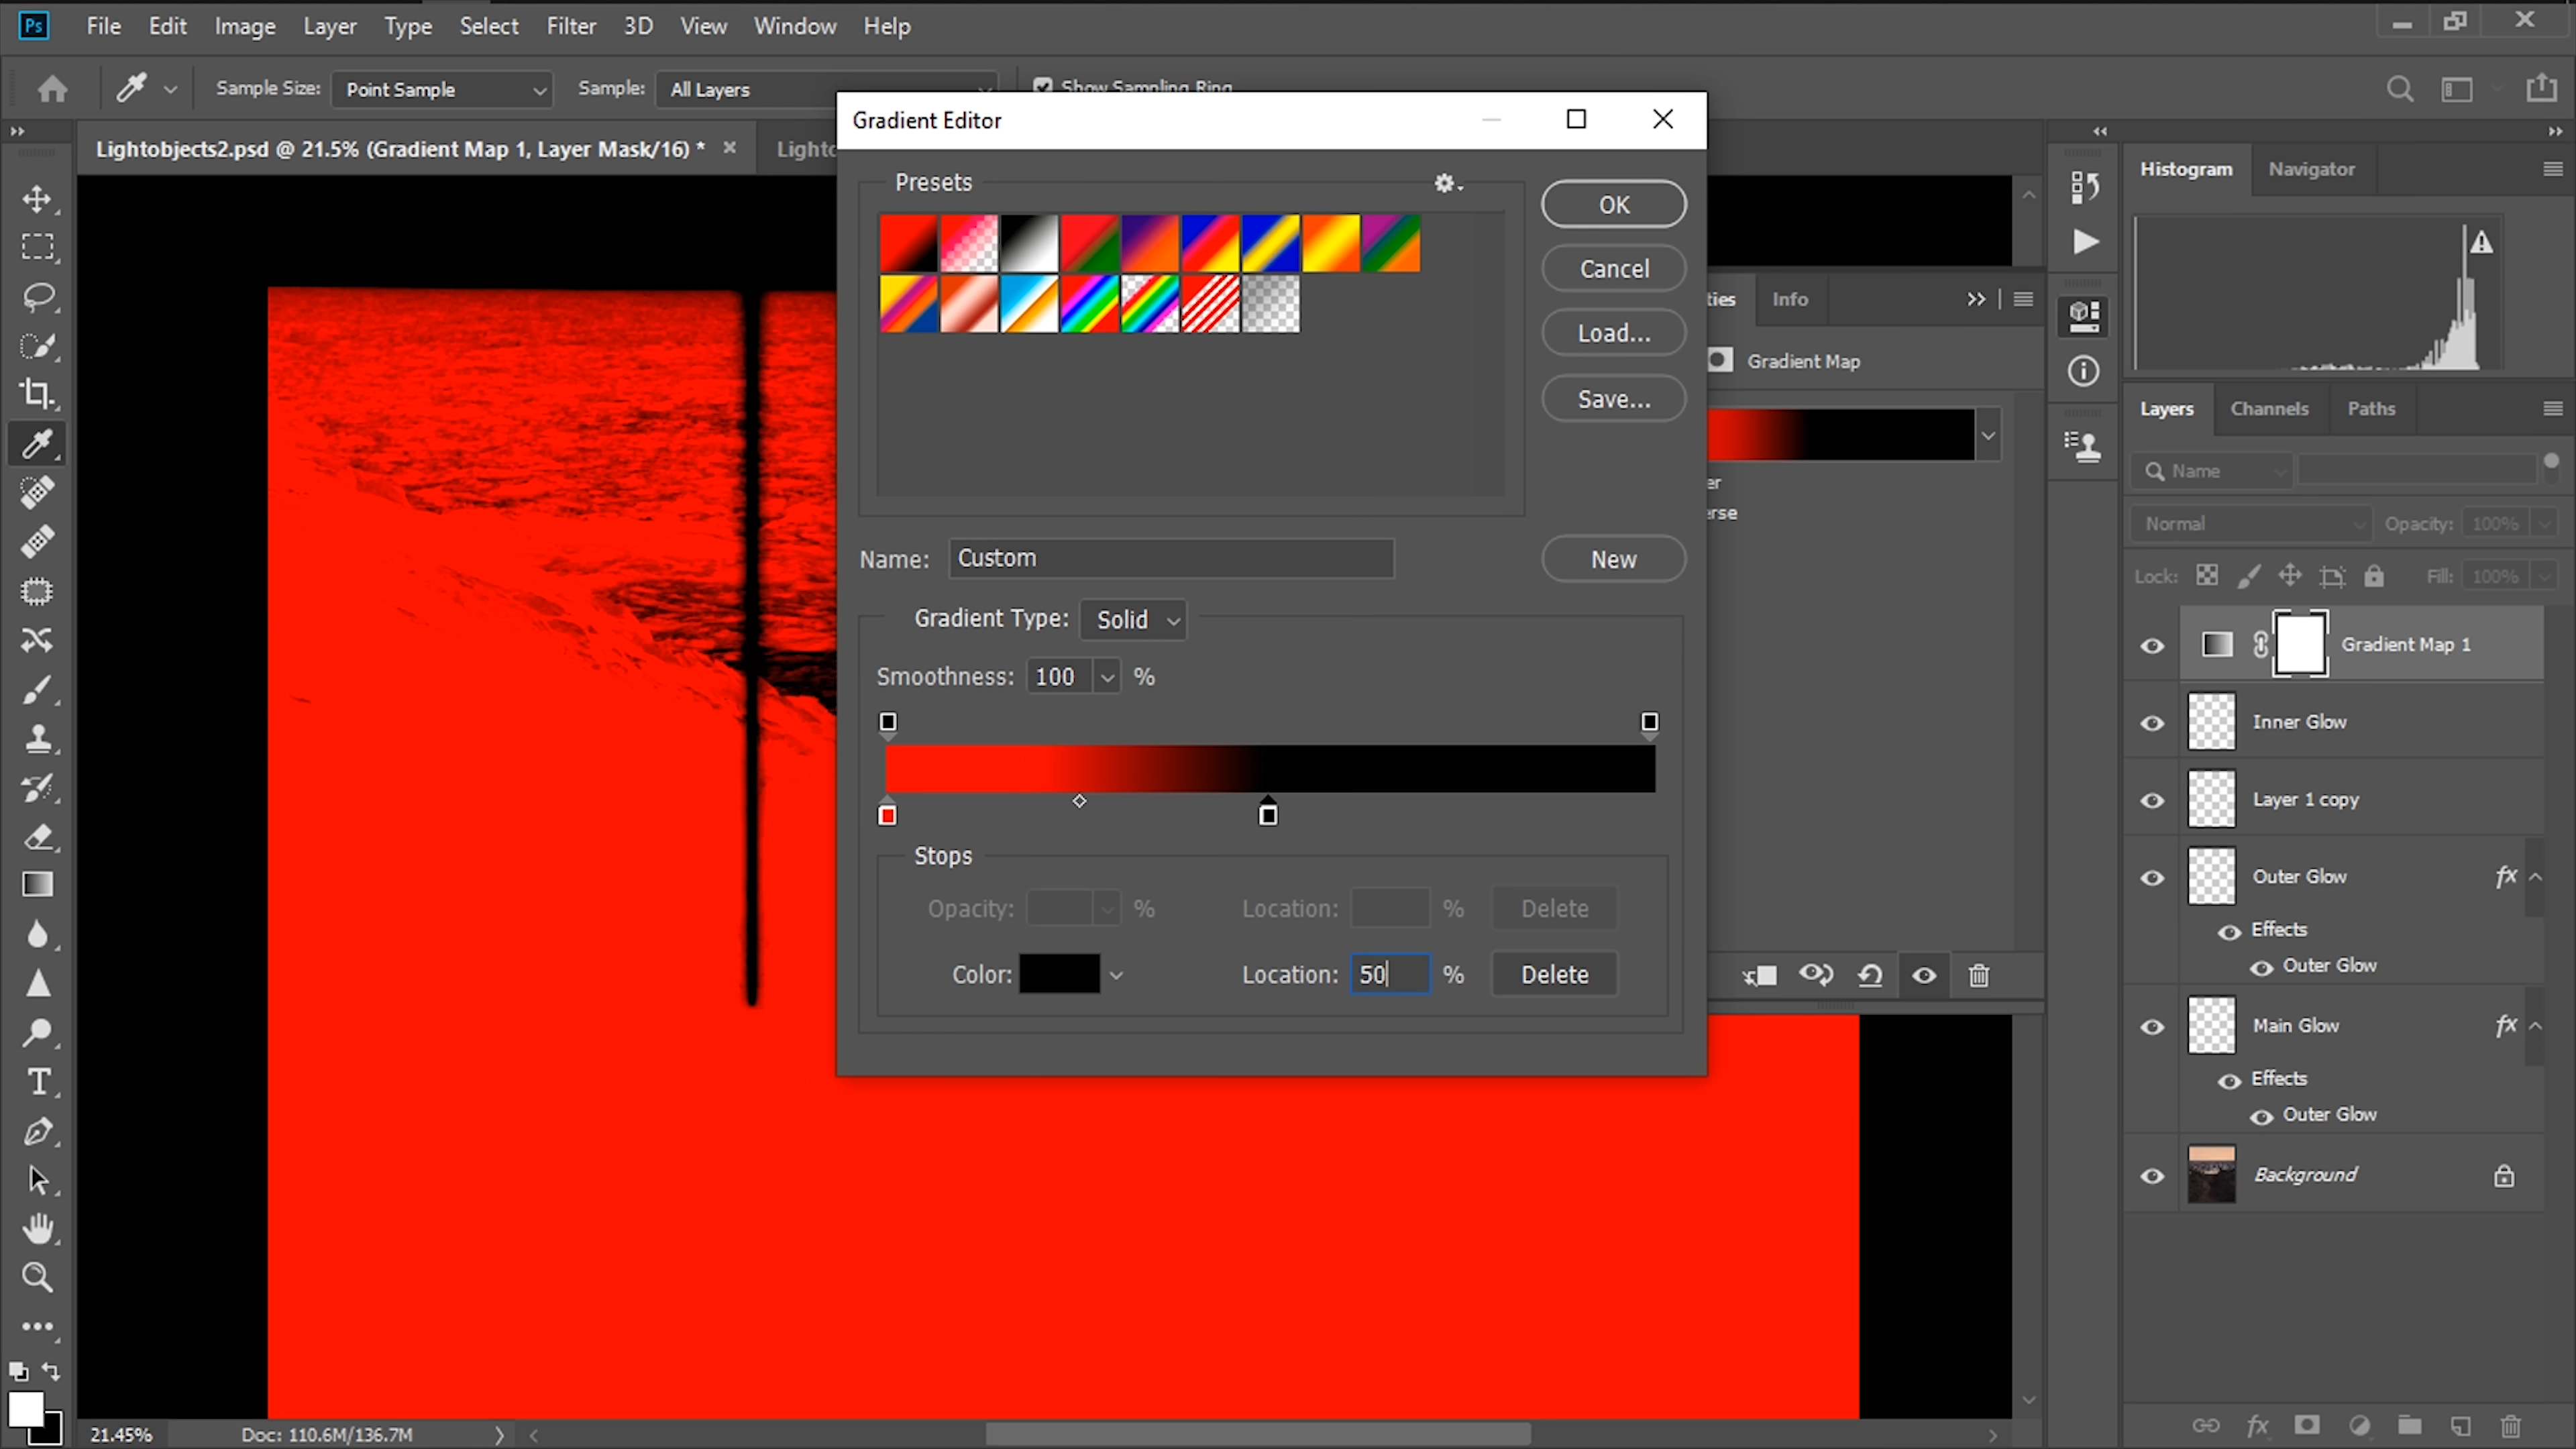 Ps File Edit Image Layer Type Select Filter 3D View Window Help
Sample Size: Point Sample Sample: All Layers Show Sampling Ring
Lightobjects2.psd @ 21.5% (Gradient Map 1, Layer Mask/16) *
Gradient Editor
Presets
OK
Cancel
Load...
Save...
Name: Custom
New
Gradient Type: Solid
Smoothness: 100 %
Stops
Opacity: % Location: % Delete
Color: Location: 50 % Delete
Info
Gradient Map
Histogram Navigator
Layers Channels Paths
Name
Normal Opacity: 100%
Lock: Fill: 100%
Gradient Map 1
Inner Glow
Layer 1 copy
Outer Glow fx
Effects
Outer Glow
Main Glow fx
Effects
Outer Glow
Background
fx
21.45% Doc: 110.6M/136.7M